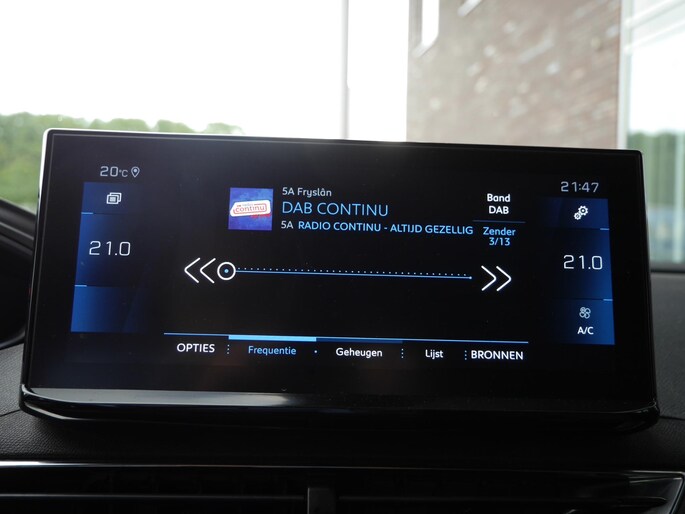 20°C
21:47
5A Fryslân
DAB CONTINU
5A RADIO CONTINU - ALTIJD GEZELLIG
continu
Band
DAB
Zender
3/13
21.0
21.0
A/C
OPTIES
Frequentie
Geheugen
Lijst
BRONNEN